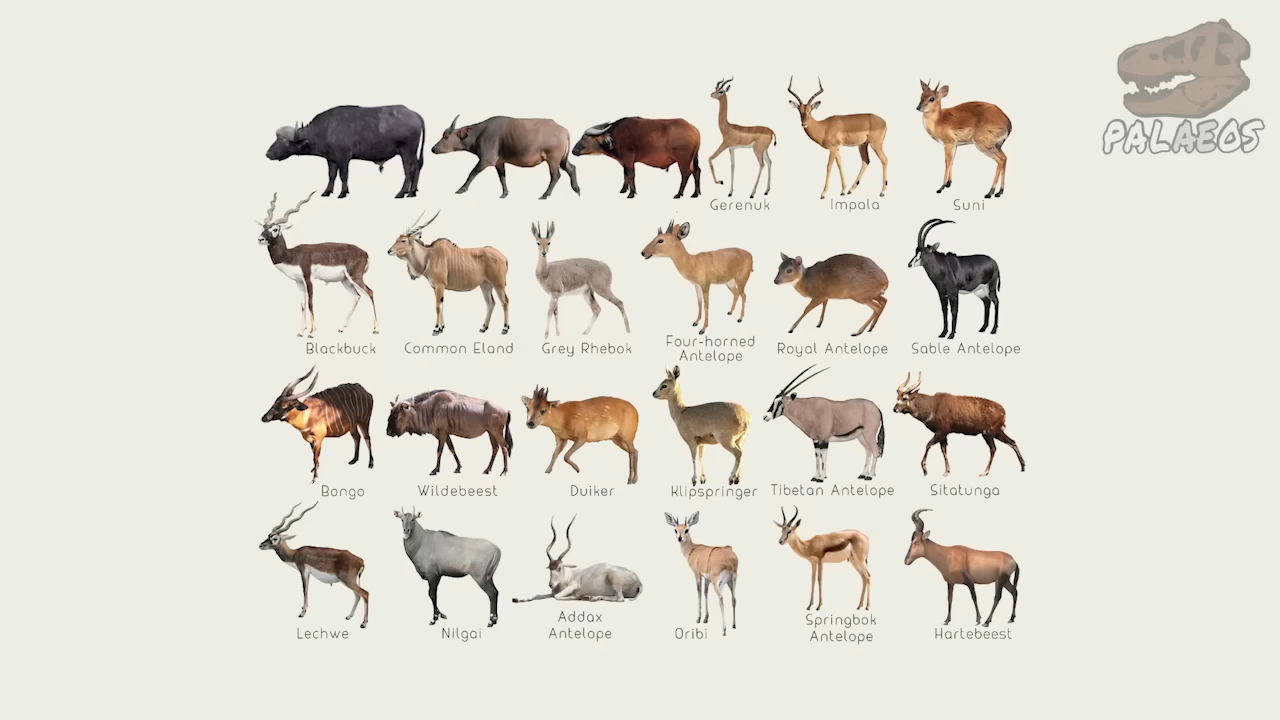 PALAEOS
Gerenuk
Impala
Suni
Blackbuck
Common Eland
Grey Rhebok
Four-horned
Antelope
Royal Antelope
Sable Antelope
Bongo
Wildebeest
Duiker
Klipspringer
Tibetan Antelope
Sitatunga
Lechwe
Nilgai
Addax
Antelope
Oribi
Springbok
Antelope
Hartebeest